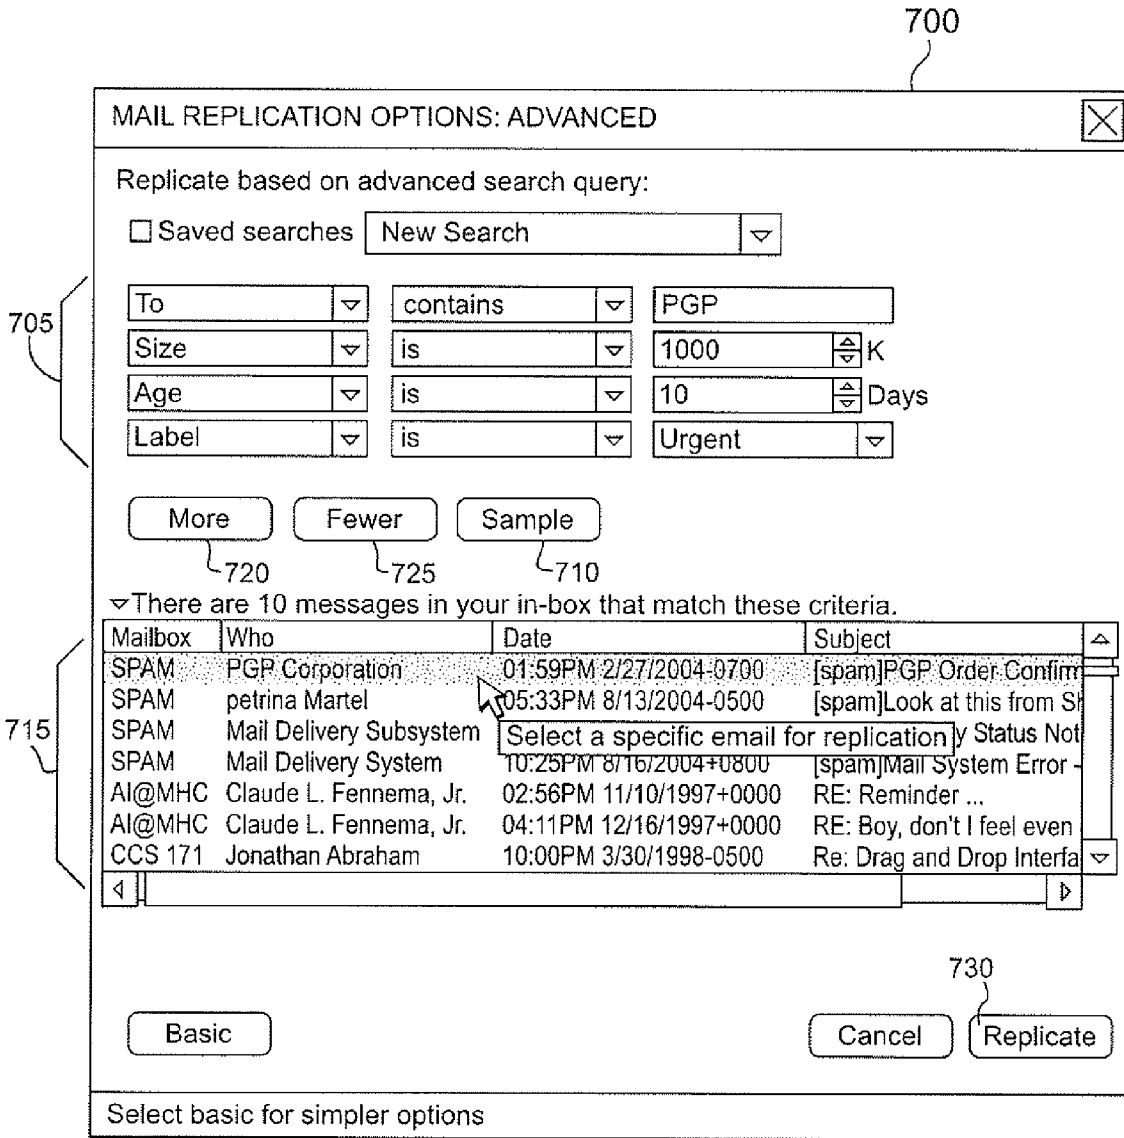 700
MAIL REPLICATION OPTIONS: ADVANCED
Replicate based on advanced search query:
Saved searches New Search
705
To contains PGP
Size is 1000 K
Age is 10 Days
Label is Urgent
More Fewer Sample
720 725 710
There are 10 messages in your in-box that match these criteria.
Mailbox Who Date Subject
SPAM PGP Corporation 01:59PM 2/27/2004-0700 [spam]PGP Order Confirm
SPAM petrina Martel 05:33PM 8/13/2004-0500 [spam]Look at this from Sh
715
SPAM Mail Delivery Subsystem Select a specific email for replication y Status Not
SPAM Mail Delivery System 10:25PM 8/16/2004+0800 [spam]Mail System Error -
AI@MHC Claude L. Fennema, Jr. 02:56PM 11/10/1997+0000 RE: Reminder ...
AI@MHC Claude L. Fennema, Jr. 04:11PM 12/16/1997+0000 RE: Boy, don't I feel even
CCS 171 Jonathan Abraham 10:00PM 3/30/1998-0500 Re: Drag and Drop Interfa
730
Basic Cancel Replicate
Select basic for simpler options